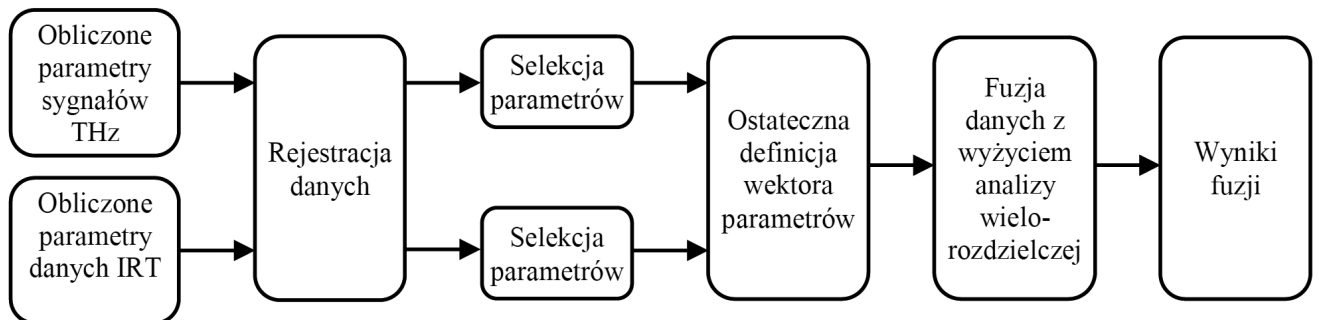 Obliczone
parametry
sygnałów
THz
Obliczone
parametry
danych IRT
Rejestracja
danych
Selekcja
parametrów
Selekcja
parametrów
Ostateczna
definicja
wektora
parametrów
Fuzja
danych z
wyżyciem
analizy
wielo-
rozdzielczej
Wyniki
fuzji